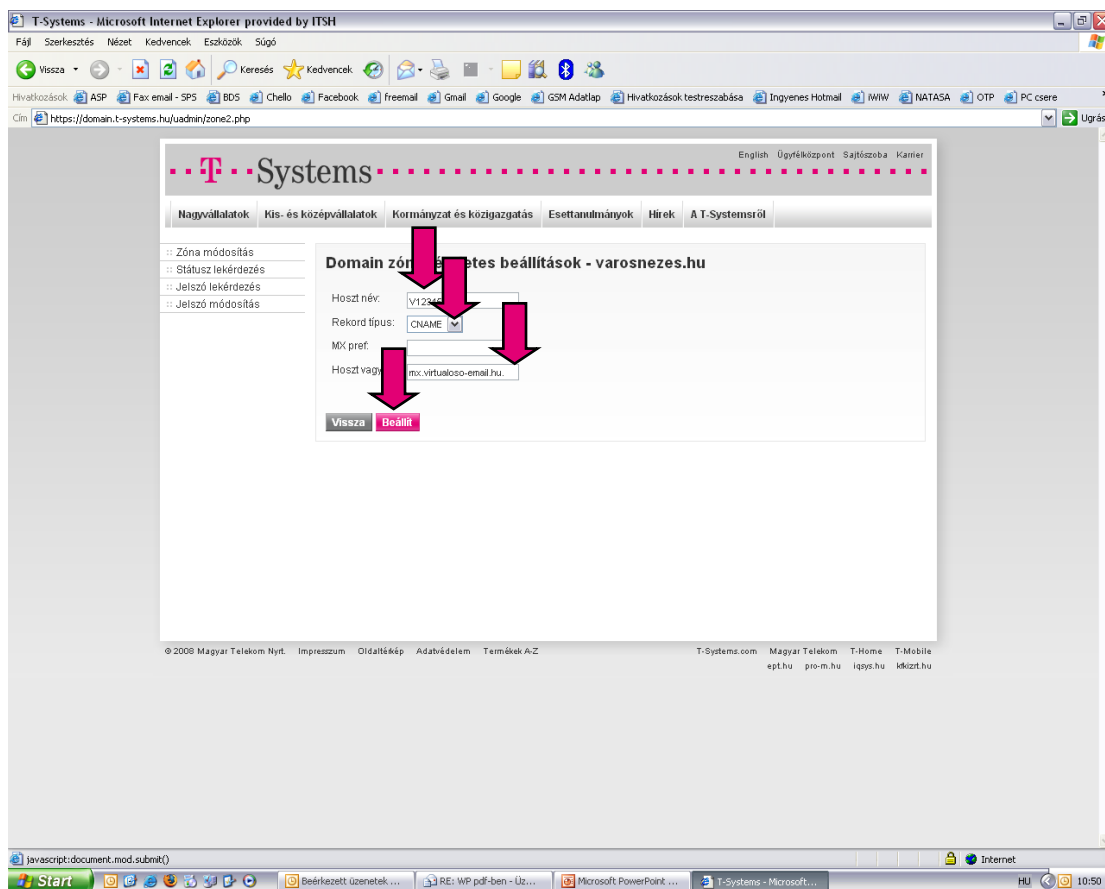 T-Systems - Microsoft Internet Explorer provided by ITSH
Fájl Szerkesztés Nézet Kedvencek Eszközök Súgó
Vissza Keresés Kedvencek
Hivatkozások ASP Fax email - SPS BDS Chello Facebook freemail Gmail Google GSM Adatlap Hivatkozások testreszabása Ingyenes Hotmail iWiW NATASA OTP PC csere
Cím https://domain.t-systems.hu/uadmin/zone2.php Ugrás
English Ügyfélközpont Sajtószoba Karrier
T Systems
Nagyvállalatok Kis- és középvállalatok Kormányzat és közigazgatás Esettanulmányok Hírek A T-Systemsről
:: Zóna módosítás
:: Státusz lekérdezés
:: Jelszó lekérdezés
:: Jelszó módosítás
Domain beállítások - varosnezes.hu
Hoszt név:
Rekord típus: CNAME
MX pref:
Hoszt vagy mx.virtualoso-email.hu.
Vissza Beállít
© 2008 Magyar Telekom Nyrt. Impresszum Oldaltérkép Adatvédelem Termékek A-Z
T-Systems.com Magyar Telekom T-Home T-Mobile
ept.hu pro-m.hu iqsys.hu kfkizrt.hu
javascript:document.mod.submit() Internet
Start Beérkezett üzenetek ... RE: WP pdf-ben - Üz... Microsoft PowerPoint ... T-Systems - Microsoft... HU 10:50